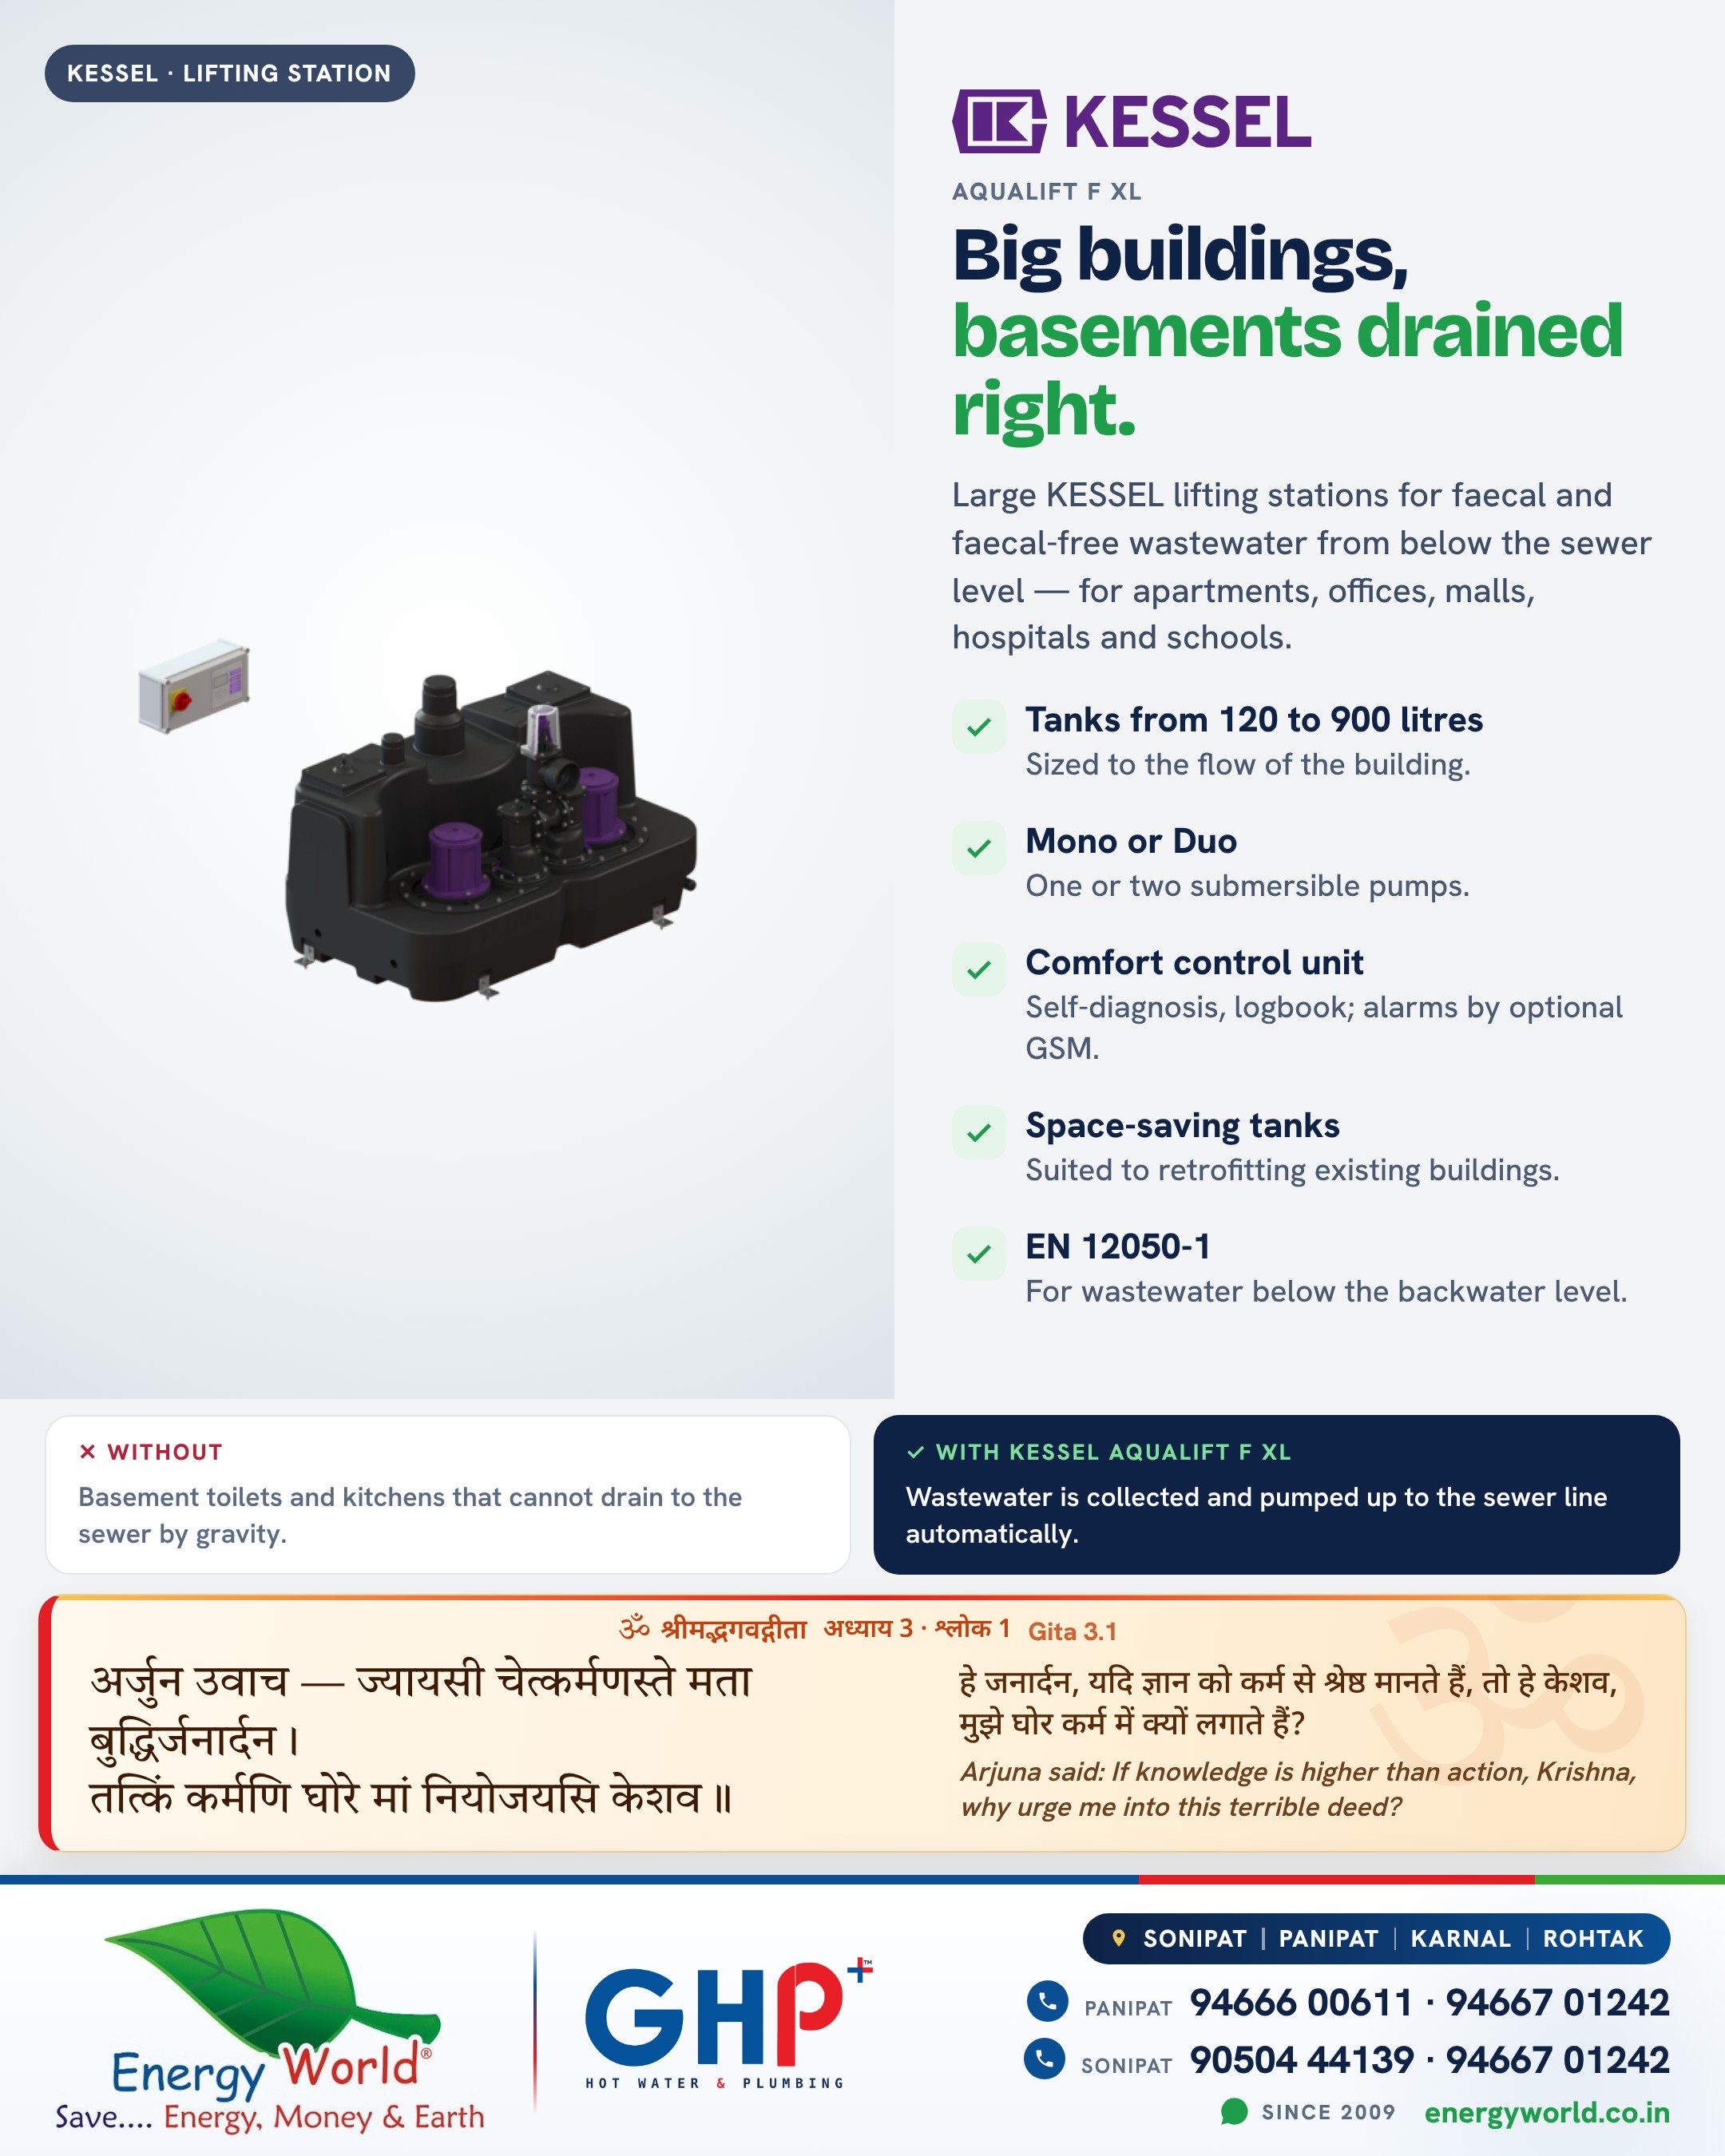 KESSEL · LIFTING STATION
KESSEL
AQUALIFT F XL
Big buildings,
basements drained
right.
Large KESSEL lifting stations for faecal and
faecal-free wastewater from below the sewer
level — for apartments, offices, malls,
hospitals and schools.
Tanks from 120 to 900 litres
Sized to the flow of the building.
Mono or Duo
One or two submersible pumps.
Comfort control unit
Self-diagnosis, logbook; alarms by optional
GSM.
Space-saving tanks
Suited to retrofitting existing buildings.
EN 12050-1
For wastewater below the backwater level.
✕ WITHOUT
Basement toilets and kitchens that cannot drain to the
sewer by gravity.
✓ WITH KESSEL AQUALIFT F XL
Wastewater is collected and pumped up to the sewer line
automatically.
ॐ श्रीमद्भगवद्गीता अध्याय 3 · श्लोक 1 Gita 3.1
अर्जुन उवाच — ज्यायसी चेत्कर्मणस्ते मता
बुद्धिर्जनार्दन।
तत्किं कर्मणि घोरे मां नियोजयसि केशव॥
हे जनार्दन, यदि ज्ञान को कर्म से श्रेष्ठ मानते हैं, तो हे केशव,
मुझे घोर कर्म में क्यों लगाते हैं?
Arjuna said: If knowledge is higher than action, Krishna,
why urge me into this terrible deed?
Energy World®
Save.... Energy, Money & Earth
GHP+™
HOT WATER & PLUMBING
SONIPAT | PANIPAT | KARNAL | ROHTAK
PANIPAT 94666 00611 · 94667 01242
SONIPAT 90504 44139 · 94667 01242
SINCE 2009 energyworld.co.in